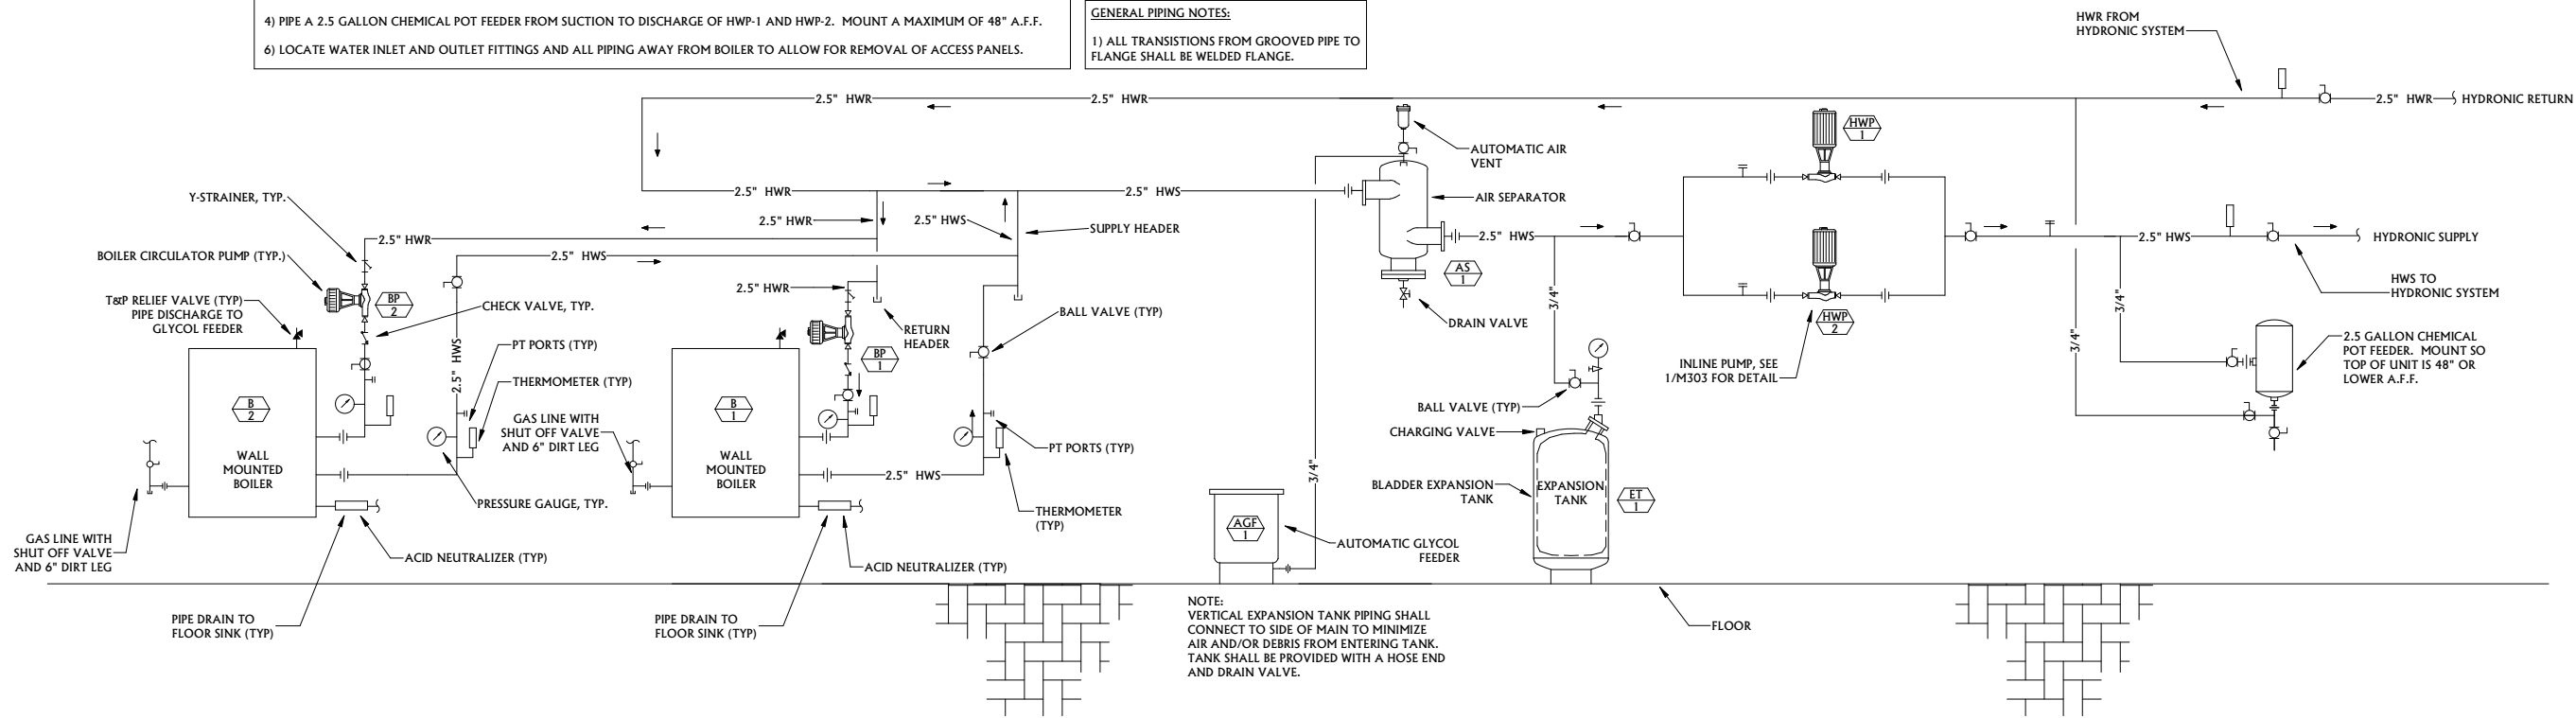 4) PIPE A 2.5 GALLON CHEMICAL POT FEEDER FROM SUCTION TO DISCHARGE OF HWP-1 AND HWP-2. MOUNT A MAXIMUM OF 48" A.F.F.
6) LOCATE WATER INLET AND OUTLET FITTINGS AND ALL PIPING AWAY FROM BOILER TO ALLOW FOR REMOVAL OF ACCESS PANELS.
GENERAL PIPING NOTES:
1) ALL TRANSISTIONS FROM GROOVED PIPE TO
FLANGE SHALL BE WELDED FLANGE.
HWR FROM
HYDRONIC SYSTEM
2.5" HWR
2.5" HWR
2.5" HWR
HYDRONIC RETURN
HWP
1
AUTOMATIC AIR
VENT
Y-STRAINER, TYP.
2.5" HWR
2.5" HWS
AIR SEPARATOR
2.5" HWR
2.5" HWS
SUPPLY HEADER
2.5" HWR
2.5" HWS
2.5" HWS
HYDRONIC SUPPLY
BOILER CIRCULATOR PUMP (TYP.)
2.5" HWS
AS
1
HWS TO
HYDRONIC SYSTEM
T&P RELIEF VALVE (TYP)
PIPE DISCHARGE TO
GLYCOL FEEDER
BP
2
CHECK VALVE, TYP.
2.5" HWR
RETURN
HEADER
BALL VALVE (TYP)
DRAIN VALVE
3/4"
HWP
2
3/4"
3/4"
2.5 GALLON CHEMICAL
POT FEEDER. MOUNT SO
TOP OF UNIT IS 48" OR
LOWER A.F.F.
PT PORTS (TYP)
2.5" HWS
BP
1
INLINE PUMP, SEE
1/M303 FOR DETAIL
THERMOMETER (TYP)
B
2
B
1
GAS LINE WITH
SHUT OFF VALVE
AND 6" DIRT LEG
BALL VALVE (TYP)
CHARGING VALVE
PT PORTS (TYP)
WALL
MOUNTED
BOILER
WALL
MOUNTED
BOILER
2.5" HWS
3/4"
BLADDER EXPANSION
TANK
EXPANSION
TANK
ET
1
PRESSURE GAUGE, TYP.
THERMOMETER
(TYP)
AGF
1
AUTOMATIC GLYCOL
FEEDER
GAS LINE WITH
SHUT OFF VALVE
AND 6" DIRT LEG
ACID NEUTRALIZER (TYP)
ACID NEUTRALIZER (TYP)
PIPE DRAIN TO
FLOOR SINK (TYP)
PIPE DRAIN TO
FLOOR SINK (TYP)
NOTE:
VERTICAL EXPANSION TANK PIPING SHALL
CONNECT TO SIDE OF MAIN TO MINIMIZE
AIR AND/OR DEBRIS FROM ENTERING TANK.
TANK SHALL BE PROVIDED WITH A HOSE END
AND DRAIN VALVE.
FLOOR